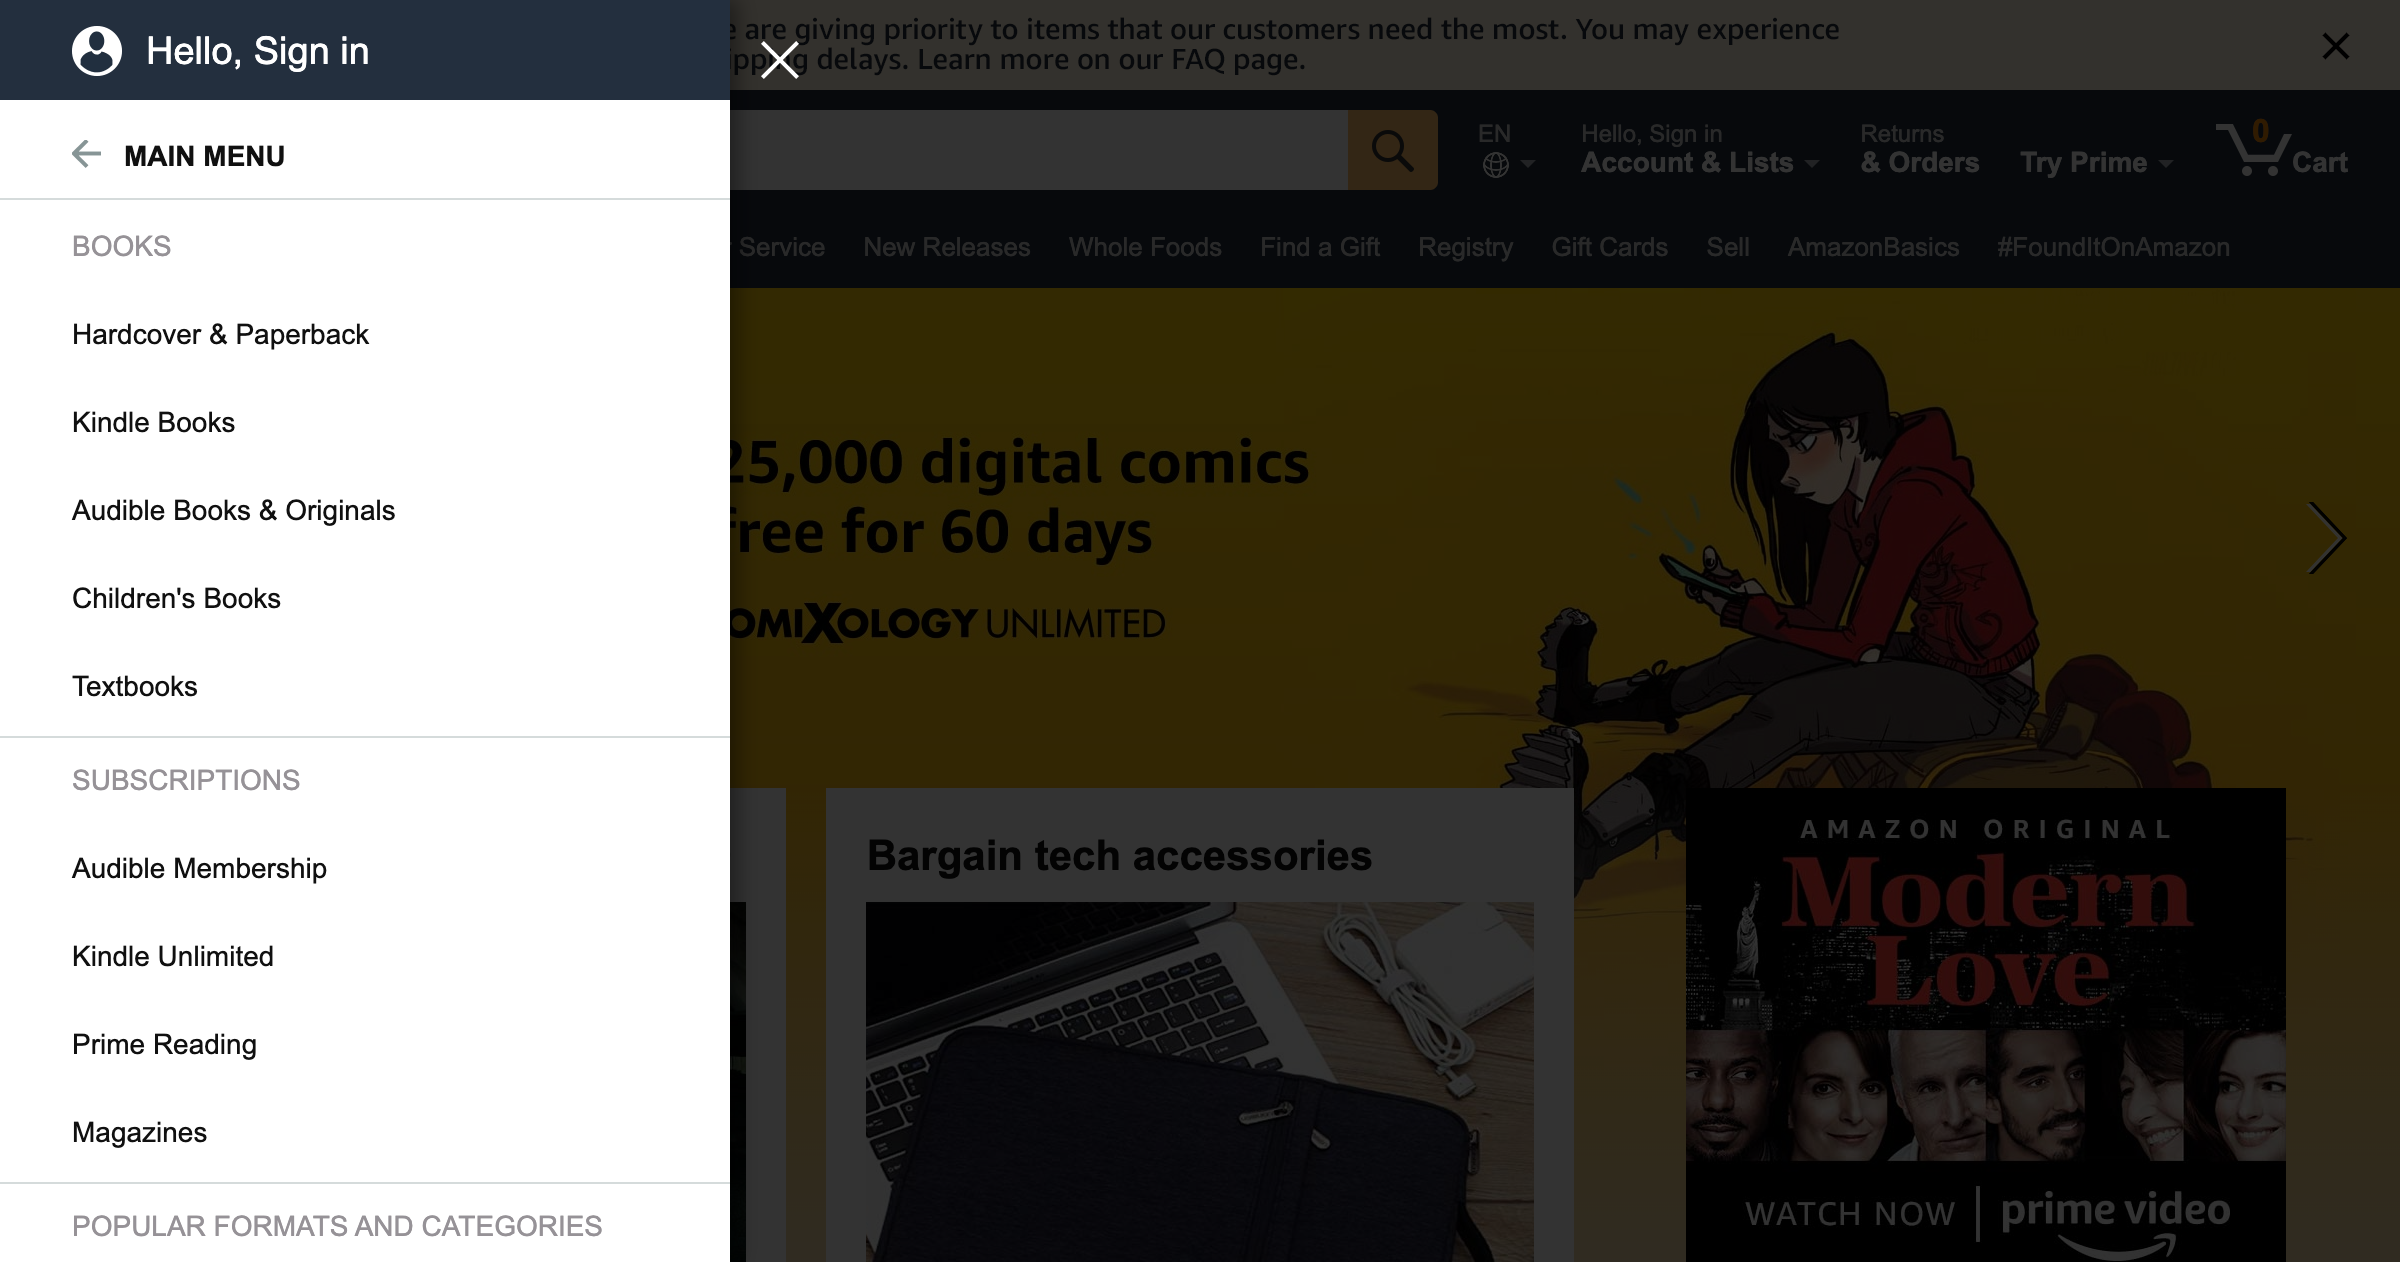 Hello, Sign in
MAIN MENU
BOOKS
Hardcover & Paperback
Kindle Books
Audible Books & Originals
Children's Books
Textbooks
SUBSCRIPTIONS
Audible Membership
Kindle Unlimited
Prime Reading
Magazines
POPULAR FORMATS AND CATEGORIES
are giving priority to items that our customers need the most. You may experience
delays. Learn more on our FAQ page.
EN
Hello, Sign in
Account & Lists
Returns
& Orders
Try Prime
0
Cart
Service
New Releases
Whole Foods
Find a Gift
Registry
Gift Cards
Sell
AmazonBasics
#FoundItOnAmazon
25,000 digital comics
free for 60 days
OMIXOLOGY UNLIMITED
Bargain tech accessories
AMAZON ORIGINAL
Modern
Love
WATCH NOW | prime video